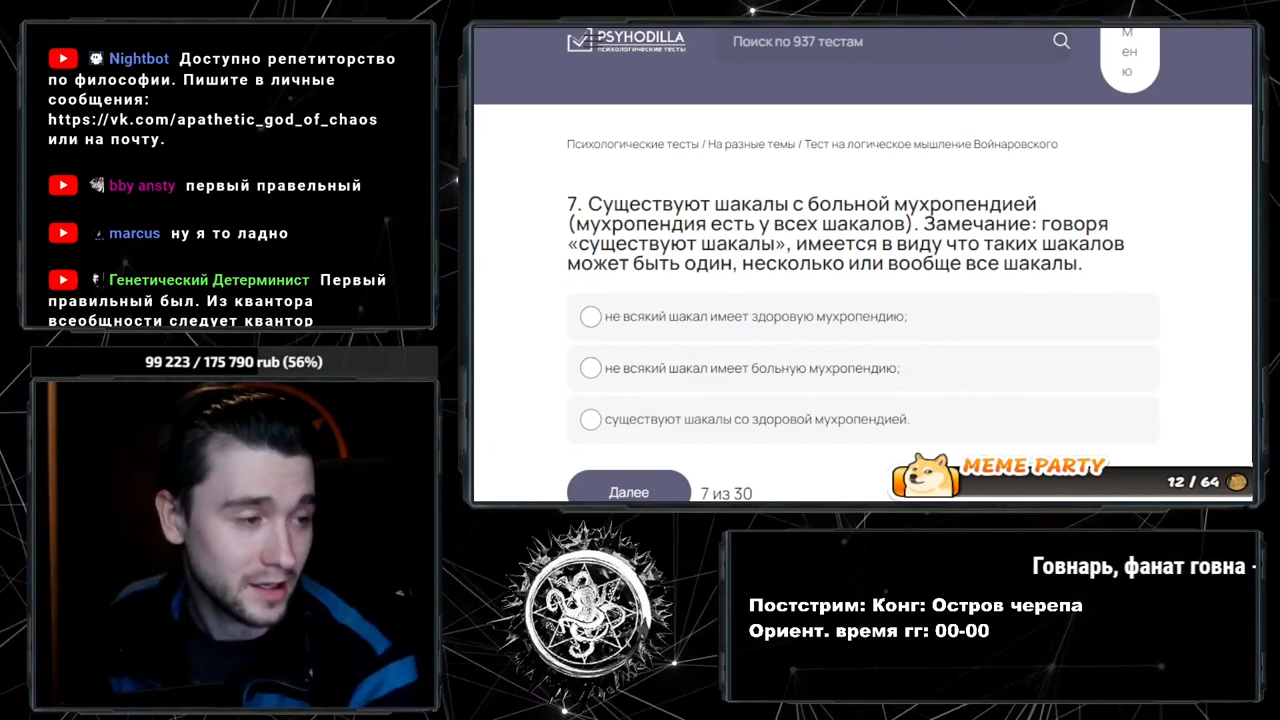 Nightbot Доступно репетиторство
по философии. Пишите в личные
сообщения:
https://vk.com/apathetic_god_of_chaos
или на почту.
bby ansty первый правельный
marcus ну я то ладно
Генетический Детерминист Первый
правильный был. Из квантора
всеобщности следует квантор
99 223 / 175 790 rub (56%)
PSYHODILLA
ПСИХОЛОГИЧЕСКИЕ ТЕСТЫ
Поиск по 937 тестам
М
ен
ю
Психологические тесты / На разные темы / Тест на логическое мышление Войнаровского
7. Существуют шакалы с больной мухропендией
(мухропендия есть у всех шакалов). Замечание: говоря
«существуют шакалы», имеется в виду что таких шакалов
может быть один, несколько или вообще все шакалы.
не всякий шакал имеет здоровую мухропендию;
не всякий шакал имеет больную мухропендию;
существуют шакалы со здоровой мухропендией.
Далее
7 из 30
MEME PARTY
12 / 64
Говнарь, фанат говна -
Постстрим: Конг: Остров черепа
Ориент. время гг: 00-00